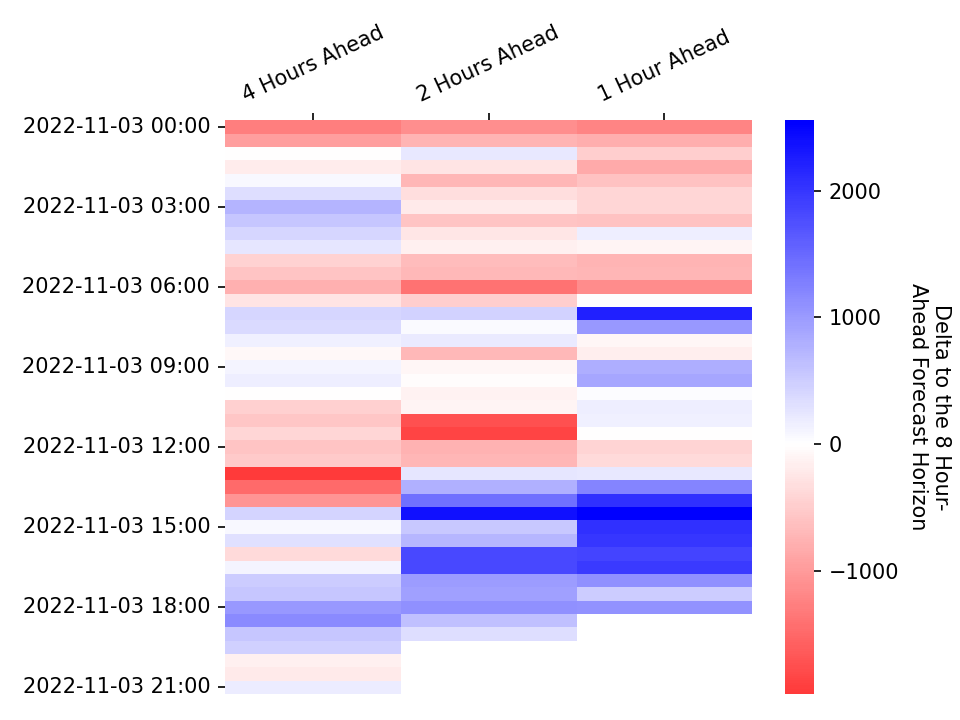 4 Hours Ahead
2 Hours Ahead
1 Hour Ahead
2022-11-03 00:00
2022-11-03 03:00
2022-11-03 06:00
2022-11-03 09:00
2022-11-03 12:00
2022-11-03 15:00
2022-11-03 18:00
2022-11-03 21:00
2000
1000
0
−1000
Delta to the 8 Hour-
Ahead Forecast Horizon